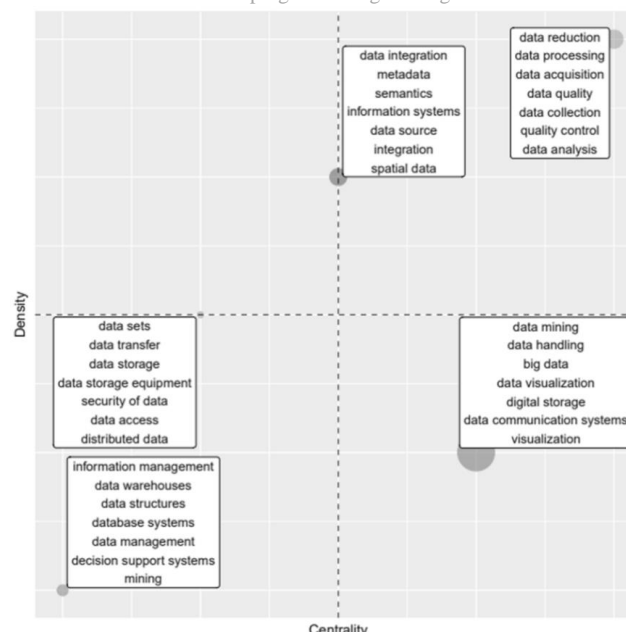 data integration
metadata
semantics
information systems
data source
integration
spatial data
data reduction
data processing
data acquisition
data quality
data collection
quality control
data analysis
Density
data sets
data transfer
data storage
data storage equipment
security of data
data access
distributed data
data mining
data handling
big data
data visualization
digital storage
data communication systems
visualization
information management
data warehouses
data structures
database systems
data management
decision support systems
mining
Centrality